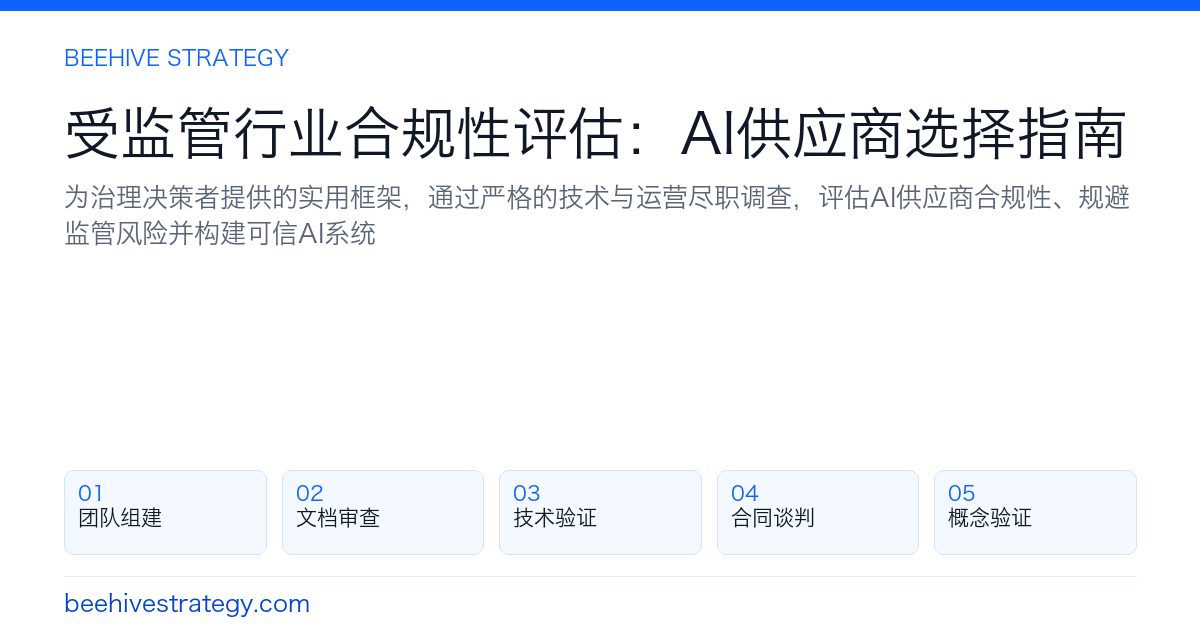 BEEHIVE STRATEGY
受监管行业合规性评估：AI供应商选择指南
为治理决策者提供的实用框架，通过严格的技术与运营尽职调查，评估AI供应商合规性、规避
监管风险并构建可信AI系统
01
团队组建
02
文档审查
03
技术验证
04
合同谈判
05
概念验证
beehivestrategy.com